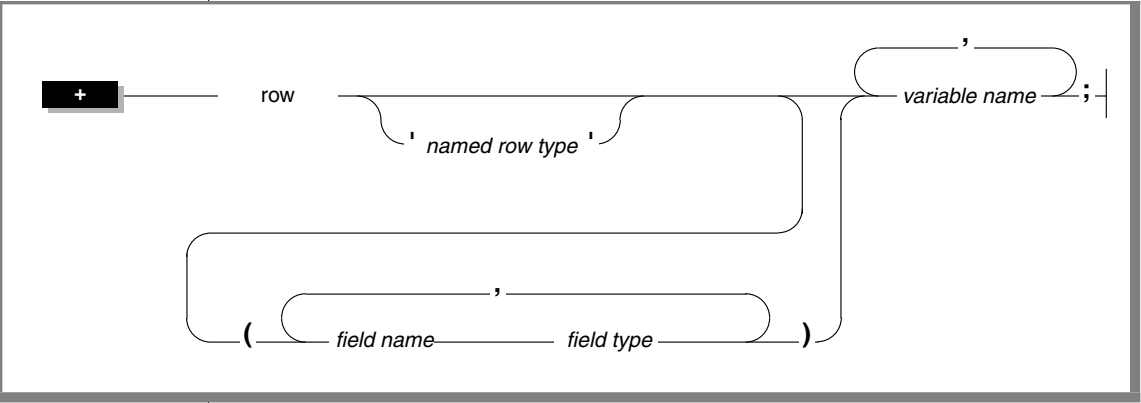 ,
+ row variable name ;
' named row type '
,
( field name field type )